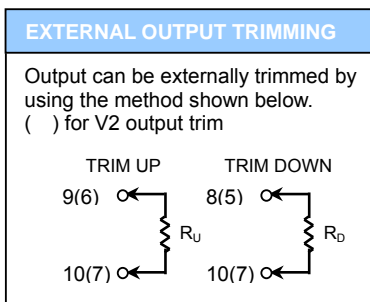 EXTERNAL OUTPUT TRIMMING
Output can be externally trimmed by
using the method shown below.
(   ) for V2 output trim
TRIM UP TRIM DOWN
9(6) 8(5)
RU RD
10(7) 10(7)